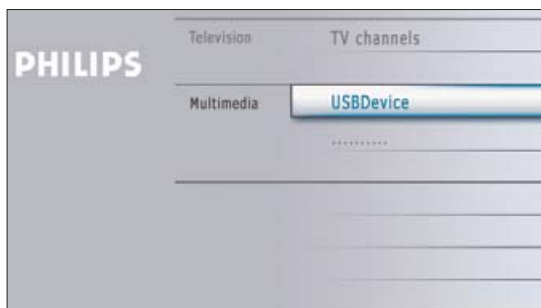 PHILIPS
Television TV channels
Multimedia USBDevice
..........